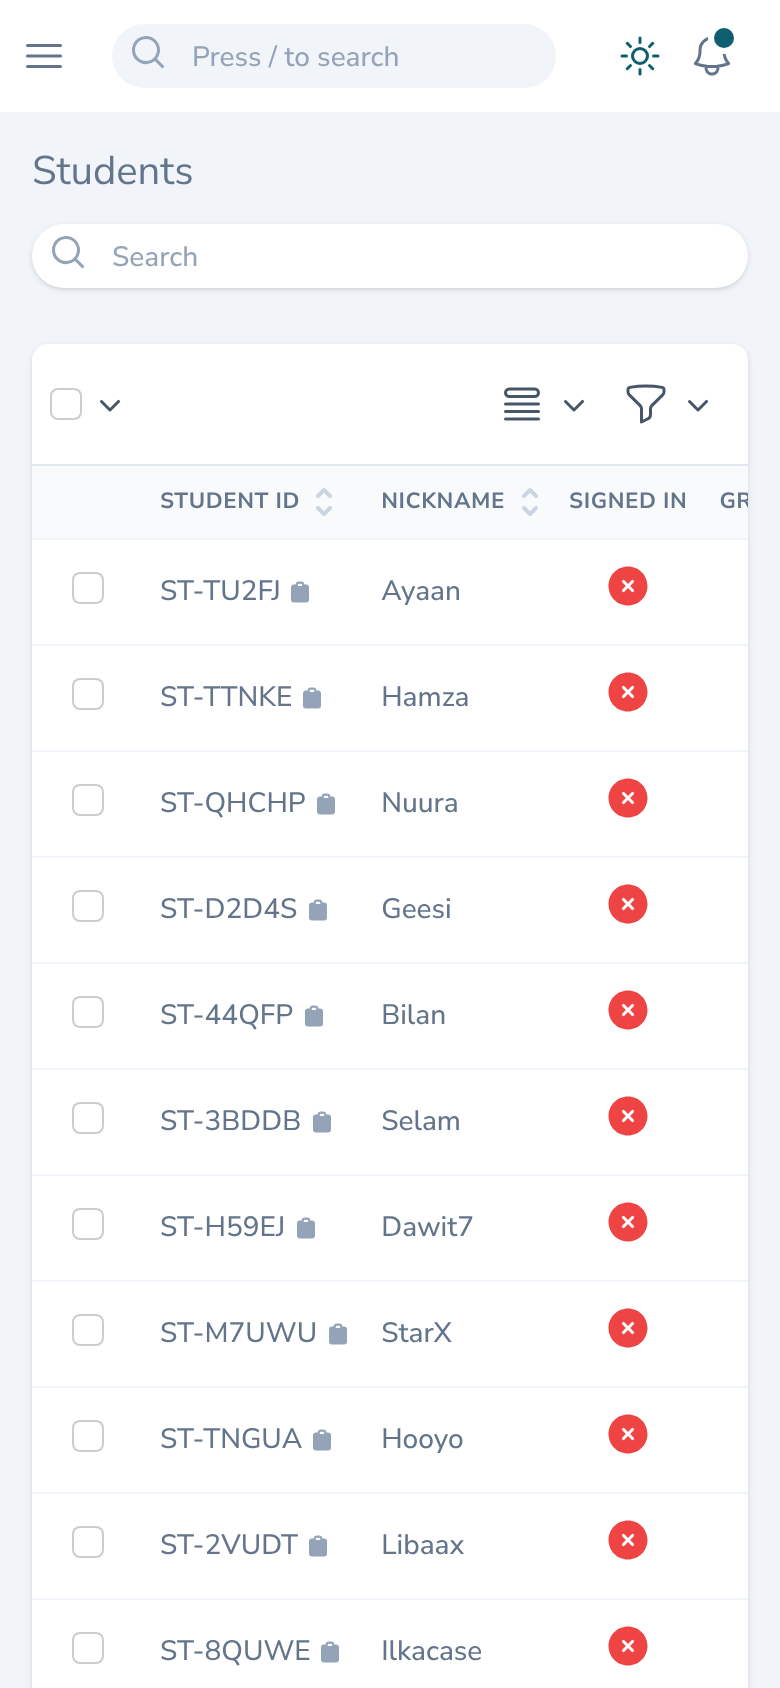 Press / to search
Students
Search
STUDENT ID NICKNAME SIGNED IN GR
ST-TU2FJ Ayaan
ST-TTNKE Hamza
ST-QHCHP Nuura
ST-D2D4S Geesi
ST-44QFP Bilan
ST-3BDDB Selam
ST-H59EJ Dawit7
ST-M7UWU StarX
ST-TNGUA Hooyo
ST-2VUDT Libaax
ST-8QUWE Ilkacase